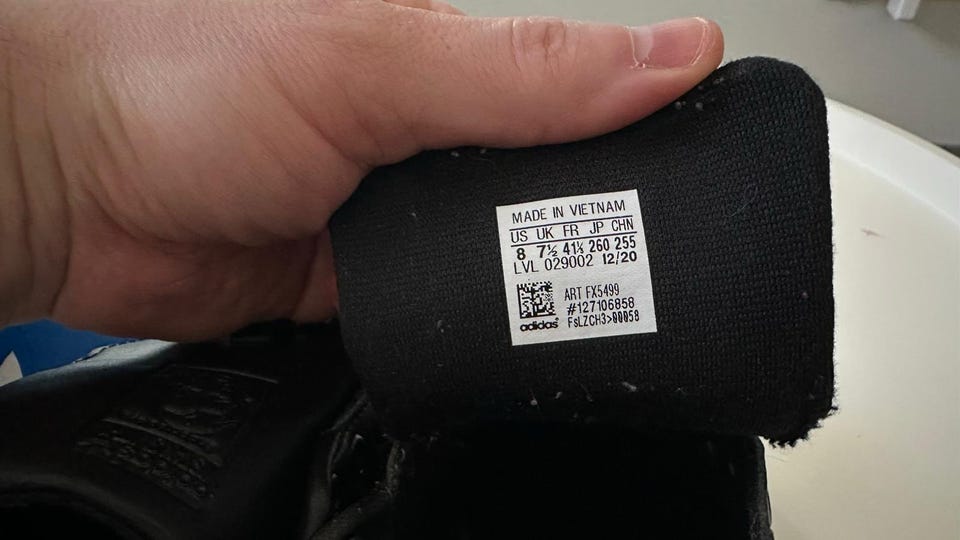 MADE IN VIETNAM
US UK FR JP CHN
8 7½ 41⅓ 260 255
LVL 029002 12/20
ART FX5499
#127106858
adidas FsLZCH3>00058